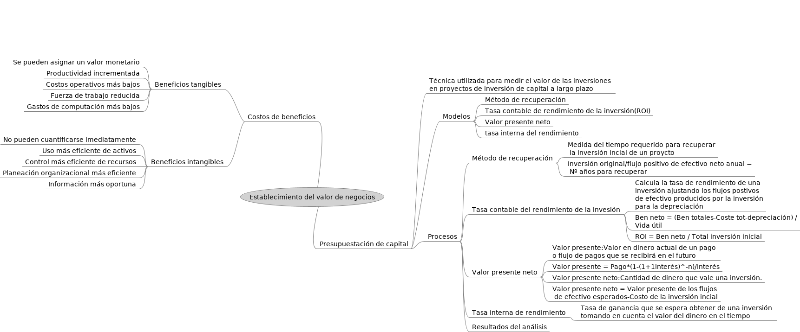 Se pueden asignar un valor monetario
Productividad incrementada
Costos operativos más bajos
Fuerza de trabajo reducida
Gastos de computación más bajos
Beneficios tangibles
No pueden cuantificarse imediatamente
Uso más eficiente de activos
Control más eficiente de recursos
Planeación organizacional más eficiente
Información más oportuna
Beneficios intangibles
Costos de beneficios
Establecimiento del valor de negocios
Presupuestación de capital
Técnica utilizada para medir el valor de las inversiones
en proyectos de inversión de capital a largo plazo
Modelos
Método de recuperación
Tasa contable de rendimiento de la inversión(ROI)
Valor presente neto
tasa interna del rendimiento
Procesos
Método de recuperación
Medida del tiempo requerido para recuperar
la inversión incial de un proycto
Inversión original/flujo positivo de efectivo neto anual =
Nº años para recuperar
Tasa contable del rendimiento de la invesión
Calcula la tasa de rendimiento de una
inversión ajustando los flujos postivos
de efectivo producidos por la inversión
para la depreciación
Ben neto = (Ben totales-Coste tot-depreciación) /
Vida útil
ROI = Ben neto / Total inversión inicial
Valor presente neto
Valor presente:Valor en dinero actual de un pago
o flujo de pagos que se recibirá en el futuro
Valor presente = Pago*(1-(1+1interés)^-n)/interés
Valor presente neto:Cantidad de dinero que vale una inversión.
Valor presente neto = Valor presente de los flujos
de efectivo esperados-Costo de la inversión incial
Tasa interna de rendimiento
Tasa de ganancia que se espera obtener de una inversión
tomando en cuenta el valor del dinero en el tiempo
Resultados del análisis